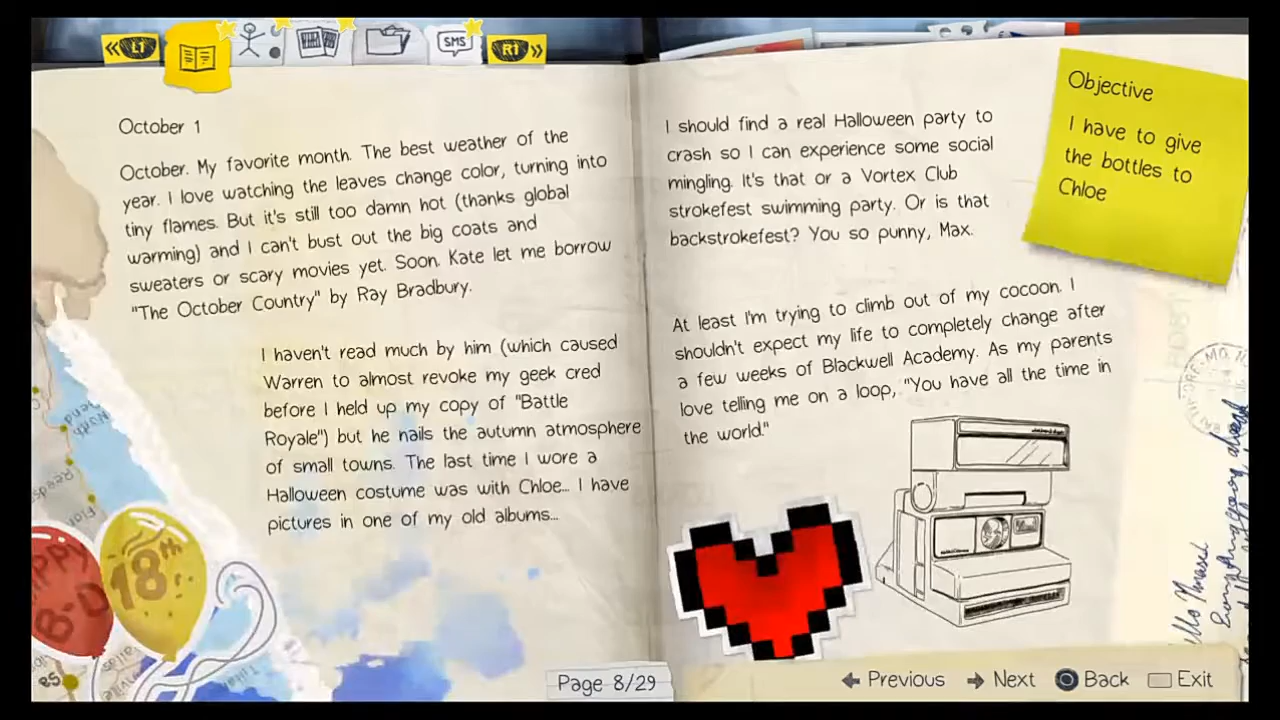 L1
SMS
R1
October 1
October. My favorite month. The best weather of the
year. I love watching the leaves change color, turning into
tiny flames. But it's still too damn hot (thanks global
warming) and I can't bust out the big coats and
sweaters or scary movies yet. Soon. Kate let me borrow
"The October Country" by Ray Bradbury.
I haven't read much by him (which caused
Warren to almost revoke my geek cred
before I held up my copy of "Battle
Royale") but he nails the autumn atmosphere
of small towns. The last time I wore a
Halloween costume was with Chloe... I have
pictures in one of my old albums...
18th
B-D
I should find a real Halloween party to
crash so I can experience some social
mingling. It's that or a Vortex Club
strokefest swimming party. Or is that
backstrokefest? You so punny, Max.
At least I'm trying to climb out of my cocoon. I
shouldn't expect my life to completely change after
a few weeks of Blackwell Academy. As my parents
love telling me on a loop, "You have all the time in
the world."
Objective
I have to give
the bottles to
Chloe
Page 8/29
Previous
Next
Back
Exit